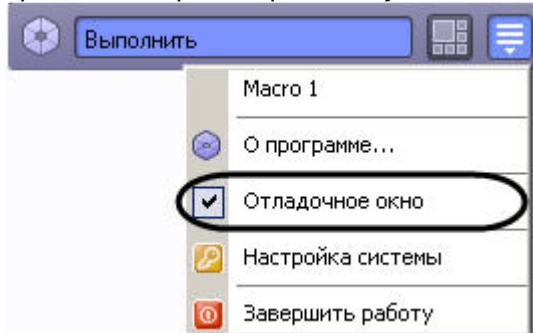 Выполнить
Macro 1
О программе...
Отладочное окно
Настройка системы
Завершить работу